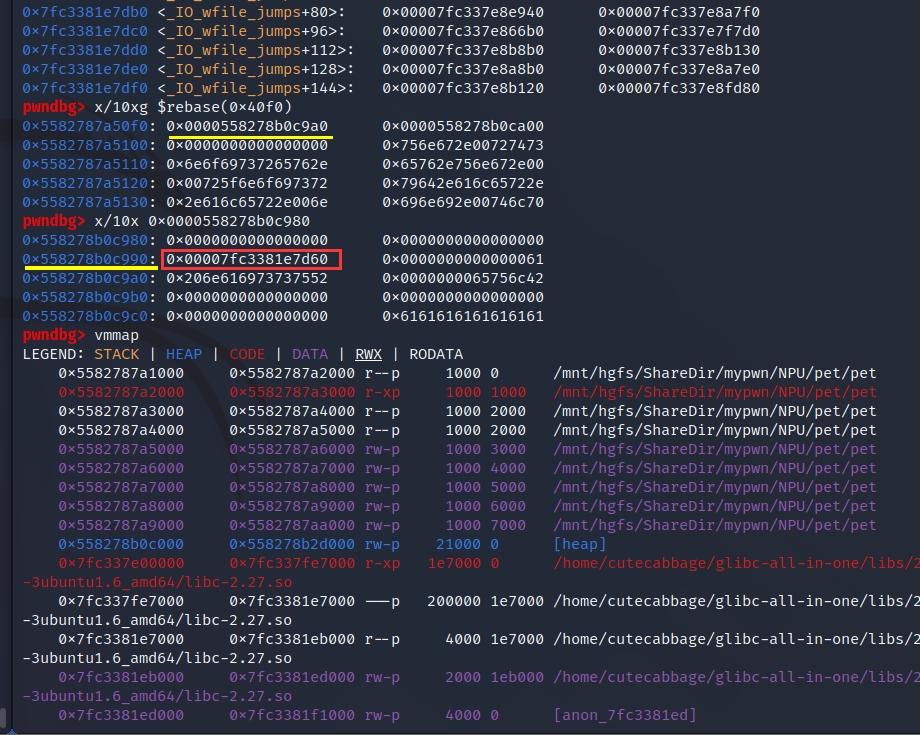 0×7fc3381e7db0 <_IO_wfile_jumps+80>: 0×00007fc337e8e940 0×00007fc337e8a7f0
0×7fc3381e7dc0 <_IO_wfile_jumps+96>: 0×00007fc337e866b0 0×00007fc337e7f7d0
0×7fc3381e7dd0 <_IO_wfile_jumps+112>: 0×00007fc337e8b8b0 0×00007fc337e8b130
0×7fc3381e7de0 <_IO_wfile_jumps+128>: 0×00007fc337e8a8b0 0×00007fc337e8a7e0
0×7fc3381e7df0 <_IO_wfile_jumps+144>: 0×00007fc337e8b120 0×00007fc337e8fd80
pwndbg> x/10xg $rebase(0×40f0)
0×5582787a50f0: 0×0000558278b0c9a0 0×0000558278b0ca00
0×5582787a5100: 0×0000000000000000 0×756e672e00727473
0×5582787a5110: 0×6e6f69737265762e 0×65762e756e672e00
0×5582787a5120: 0×00725f6e6f697372 0×79642e616c65722e
0×5582787a5130: 0×2e616c65722e006e 0×696e692e00746c70
pwndbg> x/10x 0×0000558278b0c980
0×558278b0c980: 0×0000000000000000 0×0000000000000000
0×558278b0c990: 0×00007fc3381e7d60 0×0000000000000061
0×558278b0c9a0: 0×206e616973737552 0×0000000065756c42
0×558278b0c9b0: 0×0000000000000000 0×0000000000000000
0×558278b0c9c0: 0×0000000000000000 0×6161616161616161
pwndbg> vmmap
LEGEND: STACK | HEAP | CODE | DATA | RWX | RODATA
0×5582787a1000 0×5582787a2000 r--p 1000 0 /mnt/hgfs/ShareDir/mypwn/NPU/pet/pet
0×5582787a2000 0×5582787a3000 r-xp 1000 1000 /mnt/hgfs/ShareDir/mypwn/NPU/pet/pet
0×5582787a3000 0×5582787a4000 r--p 1000 2000 /mnt/hgfs/ShareDir/mypwn/NPU/pet/pet
0×5582787a4000 0×5582787a5000 r--p 1000 2000 /mnt/hgfs/ShareDir/mypwn/NPU/pet/pet
0×5582787a5000 0×5582787a6000 rw-p 1000 3000 /mnt/hgfs/ShareDir/mypwn/NPU/pet/pet
0×5582787a6000 0×5582787a7000 rw-p 1000 4000 /mnt/hgfs/ShareDir/mypwn/NPU/pet/pet
0×5582787a7000 0×5582787a8000 rw-p 1000 5000 /mnt/hgfs/ShareDir/mypwn/NPU/pet/pet
0×5582787a8000 0×5582787a9000 rw-p 1000 6000 /mnt/hgfs/ShareDir/mypwn/NPU/pet/pet
0×5582787a9000 0×5582787aa000 rw-p 1000 7000 /mnt/hgfs/ShareDir/mypwn/NPU/pet/pet
0×558278b0c000 0×558278b2d000 rw-p 21000 0 [heap]
0×7fc337e00000 0×7fc337fe7000 r-xp 1e7000 0 /home/cutecabbage/glibc-all-in-one/libs/2
-3ubuntu1.6_amd64/libc-2.27.so
0×7fc337fe7000 0×7fc3381e7000 ---p 200000 1e7000 /home/cutecabbage/glibc-all-in-one/libs/2
-3ubuntu1.6_amd64/libc-2.27.so
0×7fc3381e7000 0×7fc3381eb000 r--p 4000 1e7000 /home/cutecabbage/glibc-all-in-one/libs/2
-3ubuntu1.6_amd64/libc-2.27.so
0×7fc3381eb000 0×7fc3381ed000 rw-p 2000 1eb000 /home/cutecabbage/glibc-all-in-one/libs/2
-3ubuntu1.6_amd64/libc-2.27.so
0×7fc3381ed000 0×7fc3381f1000 rw-p 4000 0 [anon_7fc3381ed]